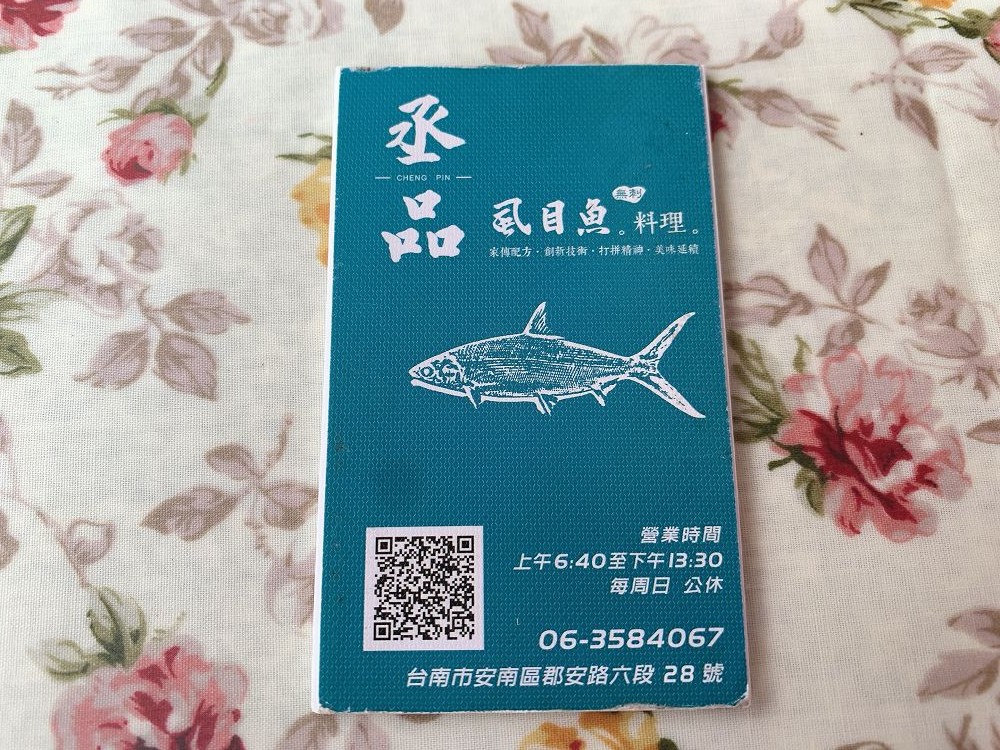 丞
CHENG PIN
品
虱目魚。無刺料理。
家傳配方·創新技術·打拼精神·美味延續
營業時間
上午6:40至下午13:30
每周日 公休
06-3584067
台南市安南區郡安路六段 28 號